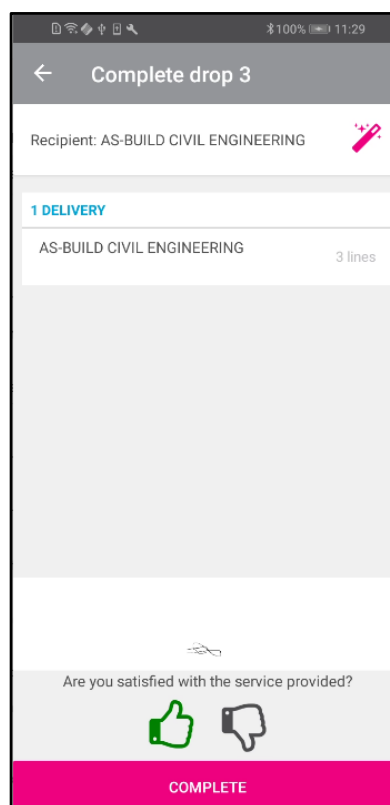 100% 11:29
Complete drop 3
Recipient: AS-BUILD CIVIL ENGINEERING
1 DELIVERY
AS-BUILD CIVIL ENGINEERING
3 lines
Are you satisfied with the service provided?
COMPLETE